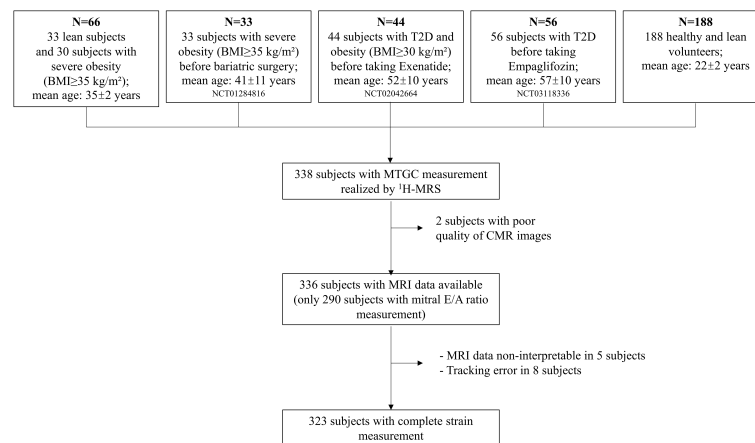 N=66
33 lean subjects
and 30 subjects with
severe obesity
(BMI≥35 kg/m²);
mean age: 35±2 years
N=33
33 subjects with severe
obesity (BMI≥35 kg/m²)
before bariatric surgery;
mean age: 41±11 years
NCT01284816
N=44
44 subjects with T2D and
obesity (BMI≥30 kg/m²)
before taking Exenatide;
mean age: 52±10 years
NCT02042664
N=56
56 subjects with T2D
before taking
Empaglifozin;
mean age: 57±10 years
NCT03118336
N=188
188 healthy and lean
volunteers;
mean age: 22±2 years
338 subjects with MTGC measurement
realized by ¹H-MRS
2 subjects with poor
quality of CMR images
336 subjects with MRI data available
(only 290 subjects with mitral E/A ratio
measurement)
- MRI data non-interpretable in 5 subjects
- Tracking error in 8 subjects
323 subjects with complete strain
measurement